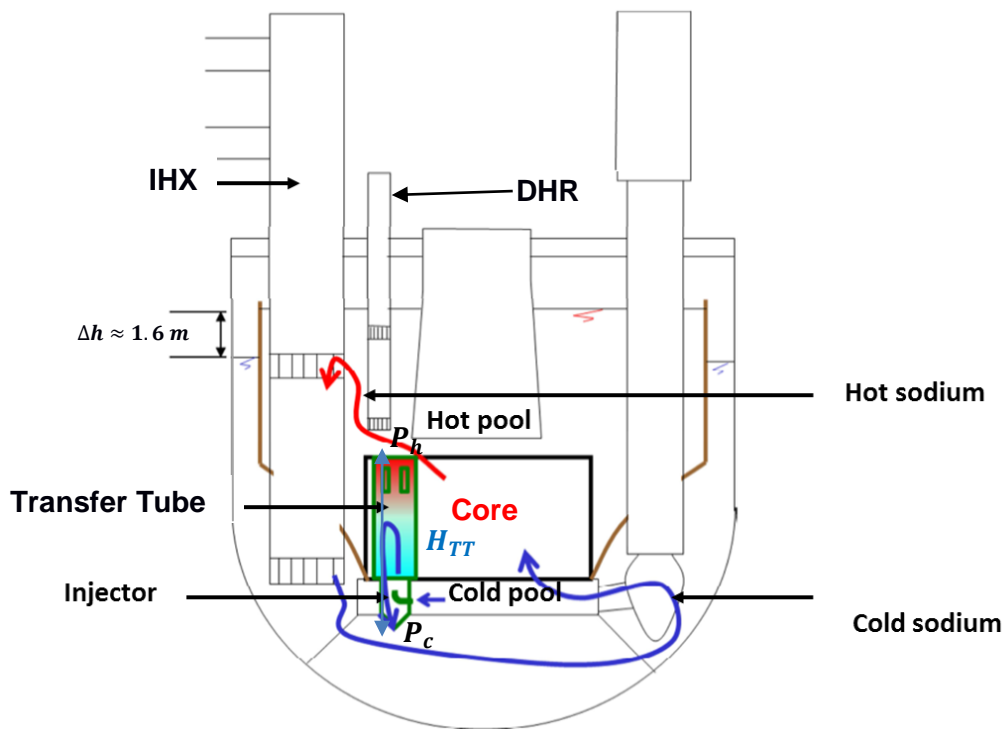 IHX
DHR
Δh ≈ 1.6 m
Hot sodium
Hot pool
P_h
Transfer Tube
Core
H_TT
Injector
Cold pool
P_c
Cold sodium